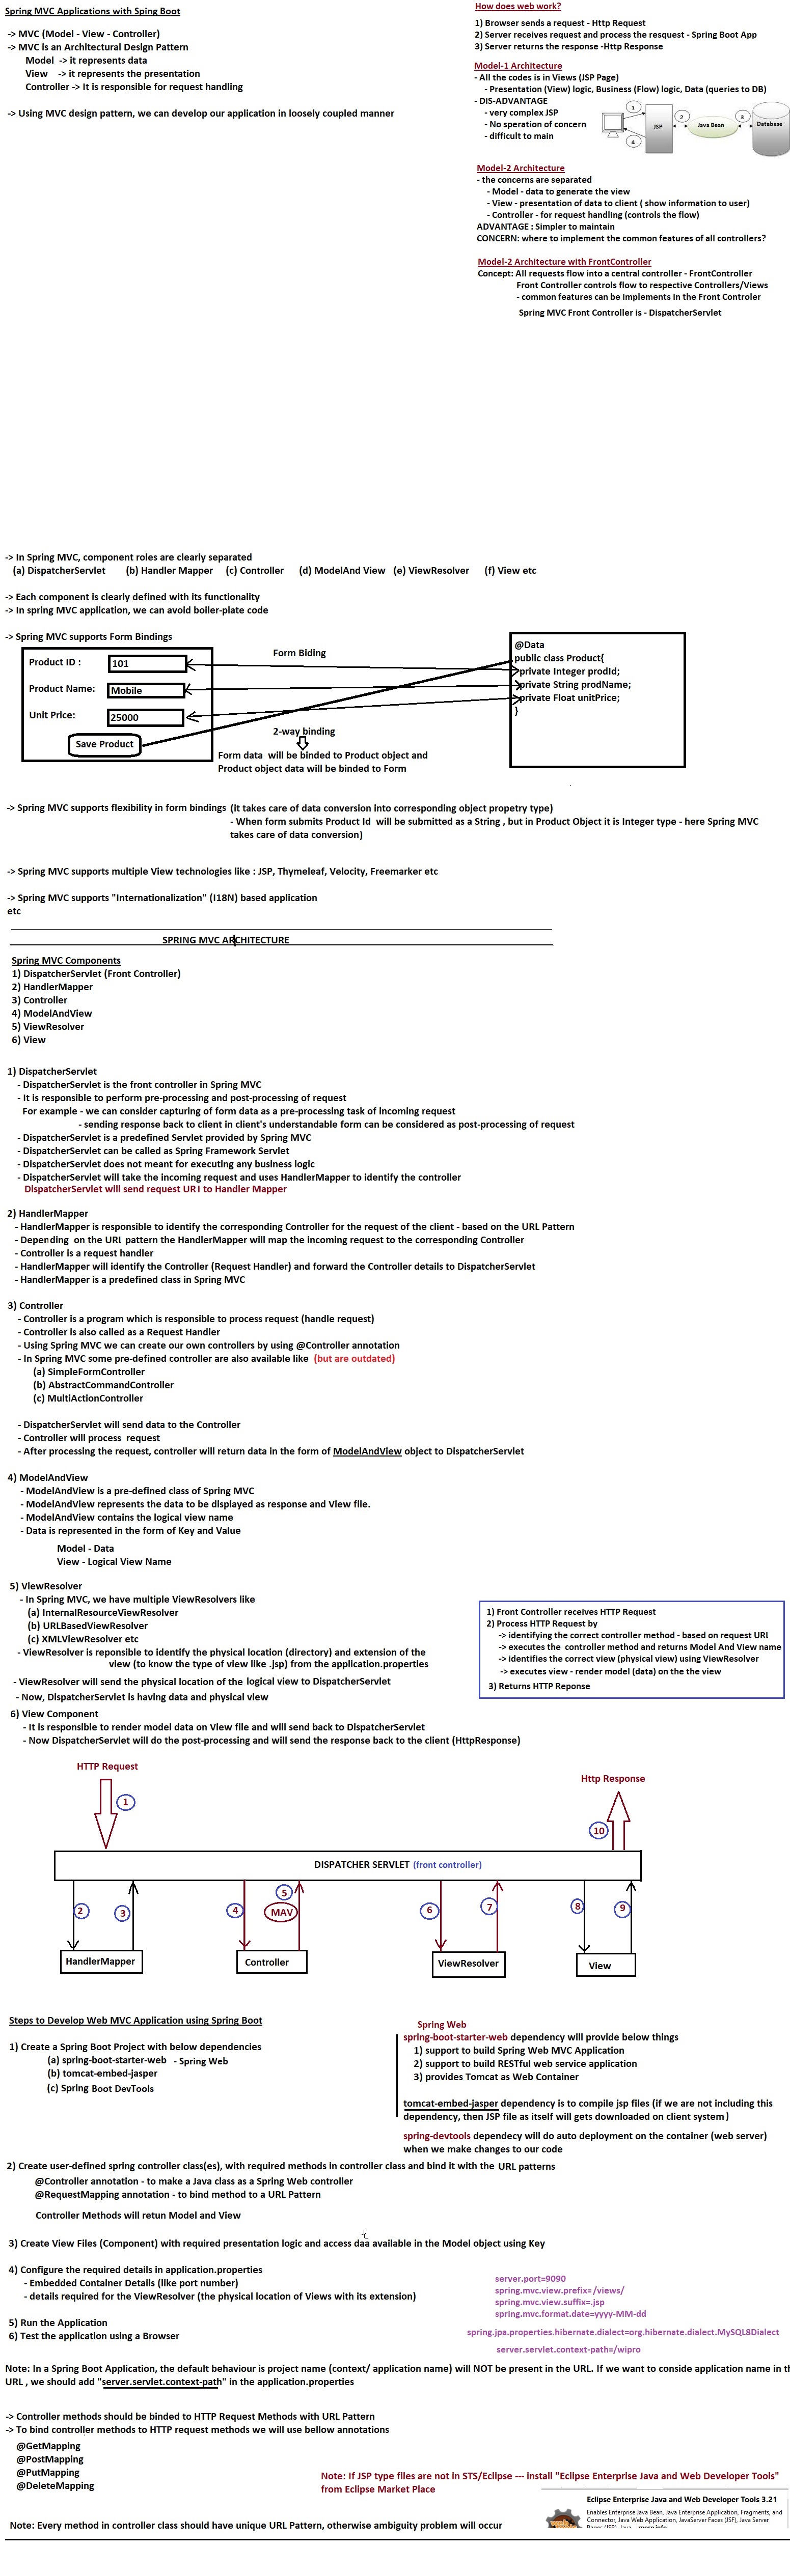 Spring MVC Applications with Sping Boot
-> MVC (Model - View - Controller)
-> MVC is an Architectural Design Pattern
Model -> it represents data
View -> it represents the presentation
Controller -> It is responsible for request handling
-> Using MVC design pattern, we can develop our application in loosely coupled manner
How does web work?
1) Browser sends a request - Http Request
2) Server receives request and process the resquest - Spring Boot App
3) Server returns the response -Http Response
Model-1 Architecture
- All the codes is in Views (JSP Page)
- Presentation (View) logic, Business (Flow) logic, Data (queries to DB)
- DIS-ADVANTAGE
- very complex JSP
- No speration of concern
- difficult to main
1
4
JSP
2
Java Bean
3
Database
Model-2 Architecture
- the concerns are separated
- Model - data to generate the view
- View - presentation of data to client ( show information to user)
- Controller - for request handling (controls the flow)
ADVANTAGE : Simpler to maintain
CONCERN: where to implement the common features of all controllers?
Model-2 Architecture with FrontController
Concept: All requests flow into a central controller - FrontController
Front Controller controls flow to respective Controllers/Views
- common features can be implements in the Front Controler
Spring MVC Front Controller is - DispatcherServlet
-> In Spring MVC, component roles are clearly separated
(a) DispatcherServlet (b) Handler Mapper (c) Controller (d) ModelAnd View (e) ViewResolver (f) View etc
-> Each component is clearly defined with its functionality
-> In spring MVC application, we can avoid boiler-plate code
-> Spring MVC supports Form Bindings
Product ID : 101
Product Name: Mobile
Unit Price: 25000
Save Product
Form Biding
2-way binding
Form data will be binded to Product object and
Product object data will be binded to Form
@Data
public class Product{
private Integer prodId;
private String prodName;
private Float unitPrice;
}
-> Spring MVC supports flexibility in form bindings (it takes care of data conversion into corresponding object propetry type)
- When form submits Product Id will be submitted as a String , but in Product Object it is Integer type - here Spring MVC
takes care of data conversion)
-> Spring MVC supports multiple View technologies like : JSP, Thymeleaf, Velocity, Freemarker etc
-> Spring MVC supports "Internationalization" (I18N) based application
etc
SPRING MVC ARCHITECTURE
Spring MVC Components
1) DispatcherServlet (Front Controller)
2) HandlerMapper
3) Controller
4) ModelAndView
5) ViewResolver
6) View
1) DispatcherServlet
- DispatcherServlet is the front controller in Spring MVC
- It is responsible to perform pre-processing and post-processing of request
For example - we can consider capturing of form data as a pre-processing task of incoming request
- sending response back to client in client's understandable form can be considered as post-processing of request
- DispatcherServlet is a predefined Servlet provided by Spring MVC
- DispatcherServlet can be called as Spring Framework Servlet
- DispatcherServlet does not meant for executing any business logic
- DispatcherServlet will take the incoming request and uses HandlerMapper to identify the controller
DispatcherServlet will send request URI to Handler Mapper
2) HandlerMapper
- HandlerMapper is responsible to identify the corresponding Controller for the request of the client - based on the URL Pattern
- Depending on the URI pattern the HandlerMapper will map the incoming request to the corresponding Controller
- Controller is a request handler
- HandlerMapper will identify the Controller (Request Handler) and forward the Controller details to DispatcherServlet
- HandlerMapper is a predefined class in Spring MVC
3) Controller
- Controller is a program which is responsible to process request (handle request)
- Controller is also called as a Request Handler
- Using Spring MVC we can create our own controllers by using @Controller annotation
- In Spring MVC some pre-defined controller are also available like (but are outdated)
(a) SimpleFormController
(b) AbstractCommandController
(c) MultiActionController
- DispatcherServlet will send data to the Controller
- Controller will process request
- After processing the request, controller will return data in the form of ModelAndView object to DispatcherServlet
4) ModelAndView
- ModelAndView is a pre-defined class of Spring MVC
- ModelAndView represents the data to be displayed as response and View file.
- ModelAndView contains the logical view name
- Data is represented in the form of Key and Value
Model - Data
View - Logical View Name
5) ViewResolver
- In Spring MVC, we have multiple ViewResolvers like
(a) InternalResourceViewResolver
(b) URLBasedViewResolver
(c) XMLViewResolver etc
- ViewResolver is reponsible to identify the physical location (directory) and extension of the
view (to know the type of view like .jsp) from the application.properties
- ViewResolver will send the physical location of the logical view to DispatcherServlet
- Now, DispatcherServlet is having data and physical view
1) Front Controller receives HTTP Request
2) Process HTTP Request by
-> identifying the correct controller method - based on request URI
-> executes the controller method and returns Model And View name
-> identifies the correct view (physical view) using ViewResolver
-> executes view - render model (data) on the the view
3) Returns HTTP Reponse
6) View Component
- It is responsible to render model data on View file and will send back to DispatcherServlet
- Now DispatcherServlet will do the post-processing and will send the response back to the client (HttpResponse)
HTTP Request
1
Http Response
10
DISPATCHER SERVLET (front controller)
2
3
4
5
MAV
6
7
8
9
HandlerMapper
Controller
ViewResolver
View
Steps to Develop Web MVC Application using Spring Boot
1) Create a Spring Boot Project with below dependencies
(a) spring-boot-starter-web - Spring Web
(b) tomcat-embed-jasper
(c) Spring Boot DevTools
Spring Web
spring-boot-starter-web dependency will provide below things
1) support to build Spring Web MVC Application
2) support to build RESTful web service application
3) provides Tomcat as Web Container
tomcat-embed-jasper dependency is to compile jsp files (if we are not including this
dependency, then JSP file as itself will gets downloaded on client system)
spring-devtools dependecy will do auto deployment on the container (web server)
when we make changes to our code
2) Create user-defined spring controller class(es), with required methods in controller class and bind it with the URL patterns
@Controller annotation - to make a Java class as a Spring Web controller
@RequestMapping annotation - to bind method to a URL Pattern
Controller Methods will retun Model and View
t
3) Create View Files (Component) with required presentation logic and access daa available in the Model object using Key
4) Configure the required details in application.properties
- Embedded Container Details (like port number)
- details required for the ViewResolver (the physical location of Views with its extension)
5) Run the Application
6) Test the application using a Browser
server.port=9090
spring.mvc.view.prefix=/views/
spring.mvc.view.suffix=.jsp
spring.mvc.format.date=yyyy-MM-dd
spring.jpa.properties.hibernate.dialect=org.hibernate.dialect.MySQL8Dialect
server.servlet.context-path=/wipro
Note: In a Spring Boot Application, the default behaviour is project name (context/ application name) will NOT be present in the URL. If we want to conside application name in th
URL , we should add "server.servlet.context-path" in the application.properties
-> Controller methods should be binded to HTTP Request Methods with URL Pattern
-> To bind controller methods to HTTP request methods we will use bellow annotations
@GetMapping
@PostMapping
@PutMapping
@DeleteMapping
Note: If JSP type files are not in STS/Eclipse --- install "Eclipse Enterprise Java and Web Developer Tools"
from Eclipse Market Place
Eclipse Enterprise Java and Web Developer Tools 3.21
Enables Enterprise Java Bean, Java Enterprise Application, Fragments, and
Connector, Java Web Application, JavaServer Faces (JSF), Java Server
Pages (JSP), Java ... more info
Note: Every method in controller class should have unique URL Pattern, otherwise ambiguity problem will occur